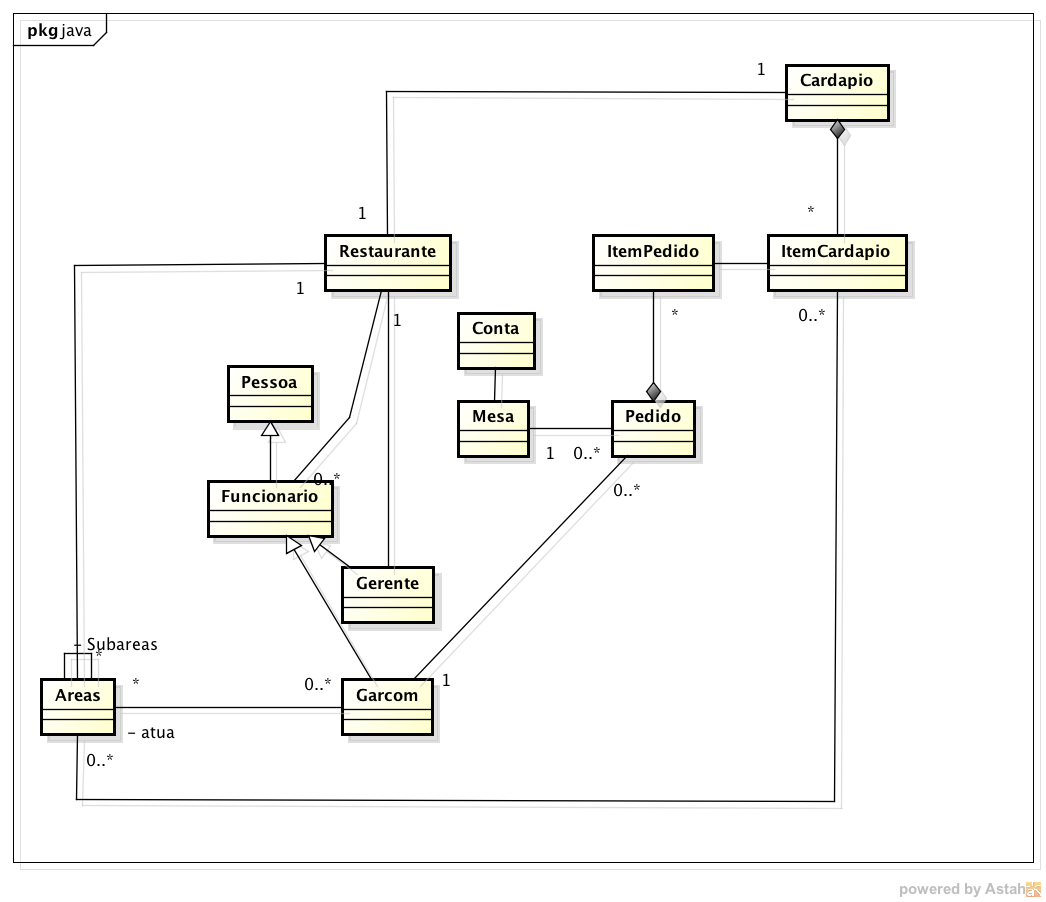 pkg java
1
Cardapio
1
*
Restaurante
ItemPedido
ItemCardapio
1
1
*
0..*
Conta
Pessoa
Mesa
Pedido
1
0..*
0..*
Funcionario
0..*
Gerente
- Subareas
*
*
0..*
1
Areas
Garcom
- atua
0..*
powered by Astah